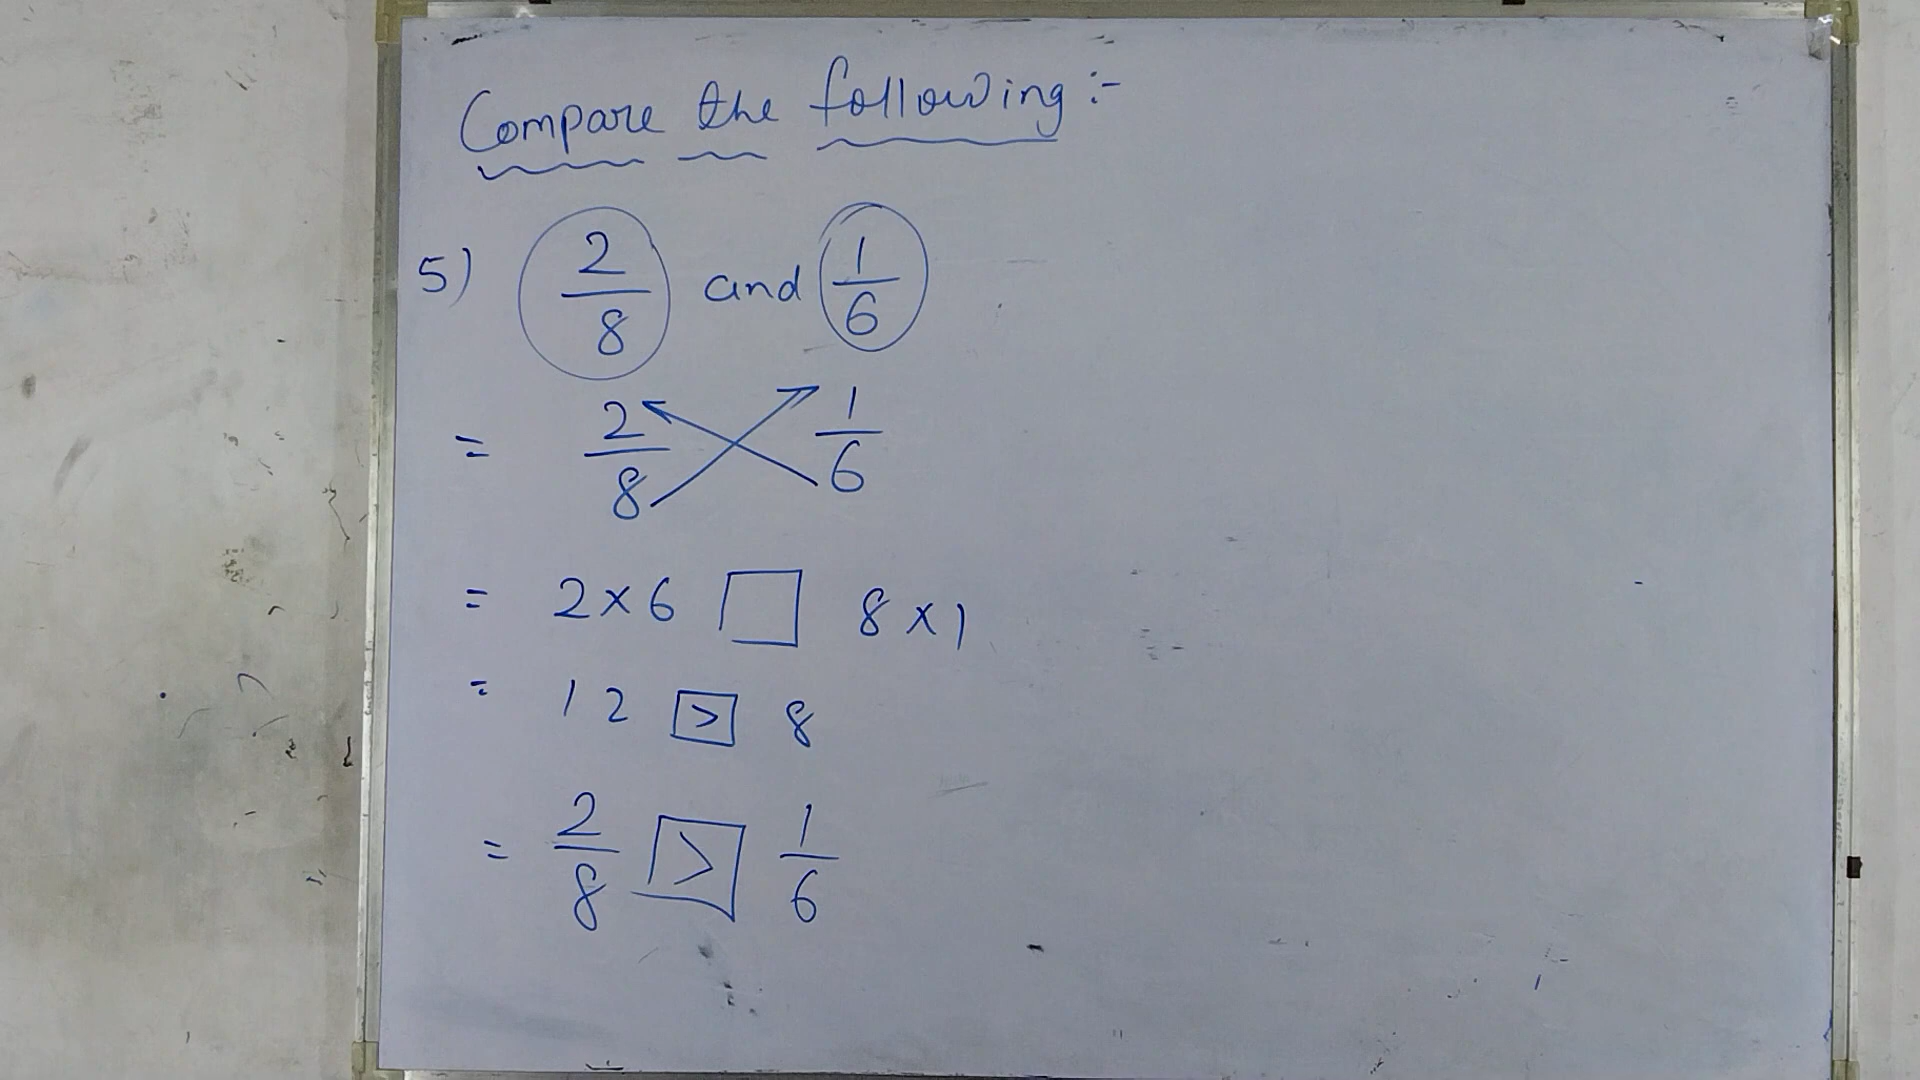 Compare the following :-
5) 2/8 and 1/6
= 2/8 1/6
= 2×6 □ 8×1
= 12 > 8
= 2/8 > 1/6